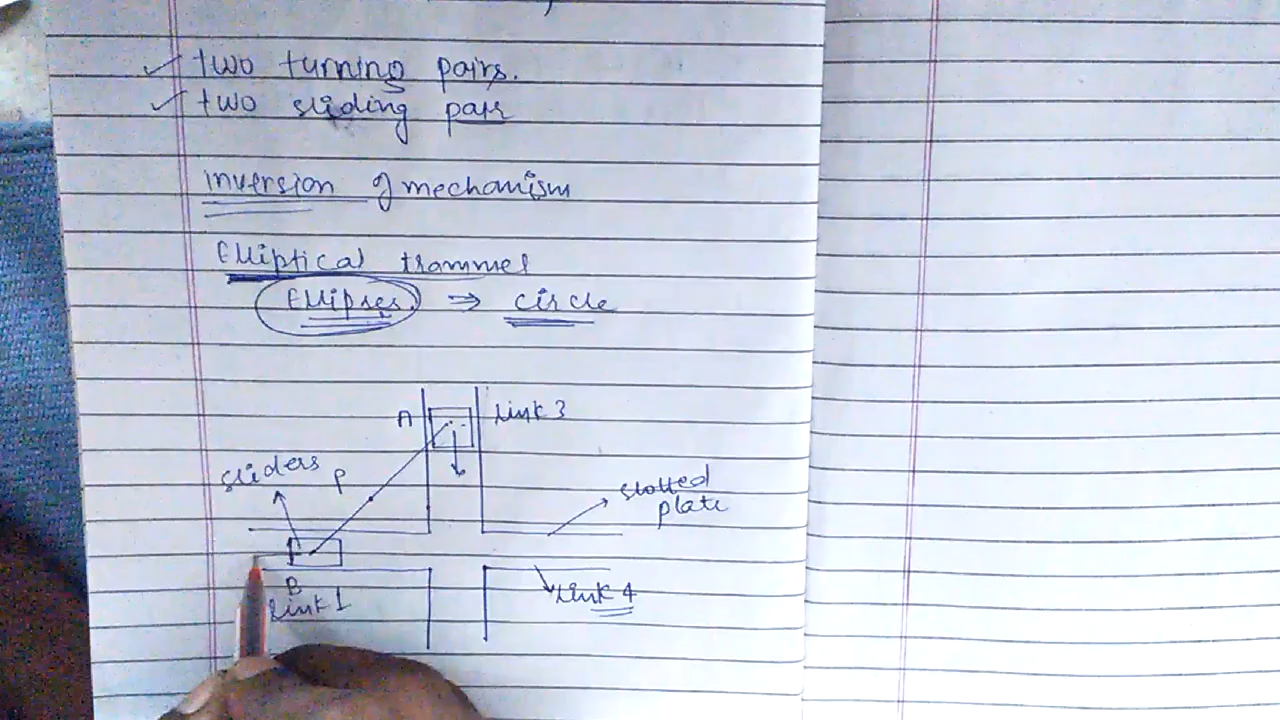 ✓ two turning pairs.
✓ two sliding pair
inversion of mechanism
Elliptical trammel
Ellipses. ⇒ circle
A
Link 3
sliders
P
slotted
plate
B
Link 1
Link 4